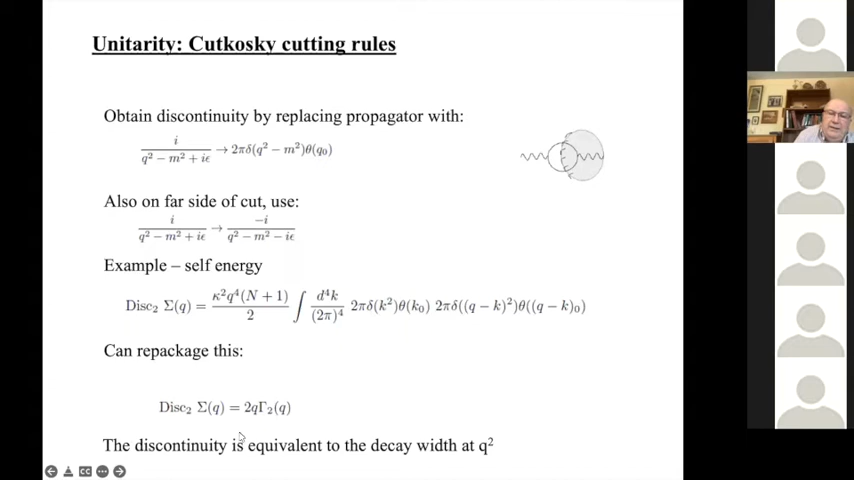 Unitarity: Cutkosky cutting rules
Obtain discontinuity by replacing propagator with:
i / (q² − m² + iϵ) → 2πδ(q² − m²)θ(q₀)
Also on far side of cut, use:
i / (q² − m² + iϵ) → −i / (q² − m² − iϵ)
Example – self energy
Disc₂ Σ(q) = κ²q⁴(N + 1) / 2 ∫ d⁴k / (2π)⁴ 2πδ(k²)θ(k₀) 2πδ((q − k)²)θ((q − k)₀)
Can repackage this:
Disc₂ Σ(q) = 2qΓ₂(q)
The discontinuity is equivalent to the decay width at q²